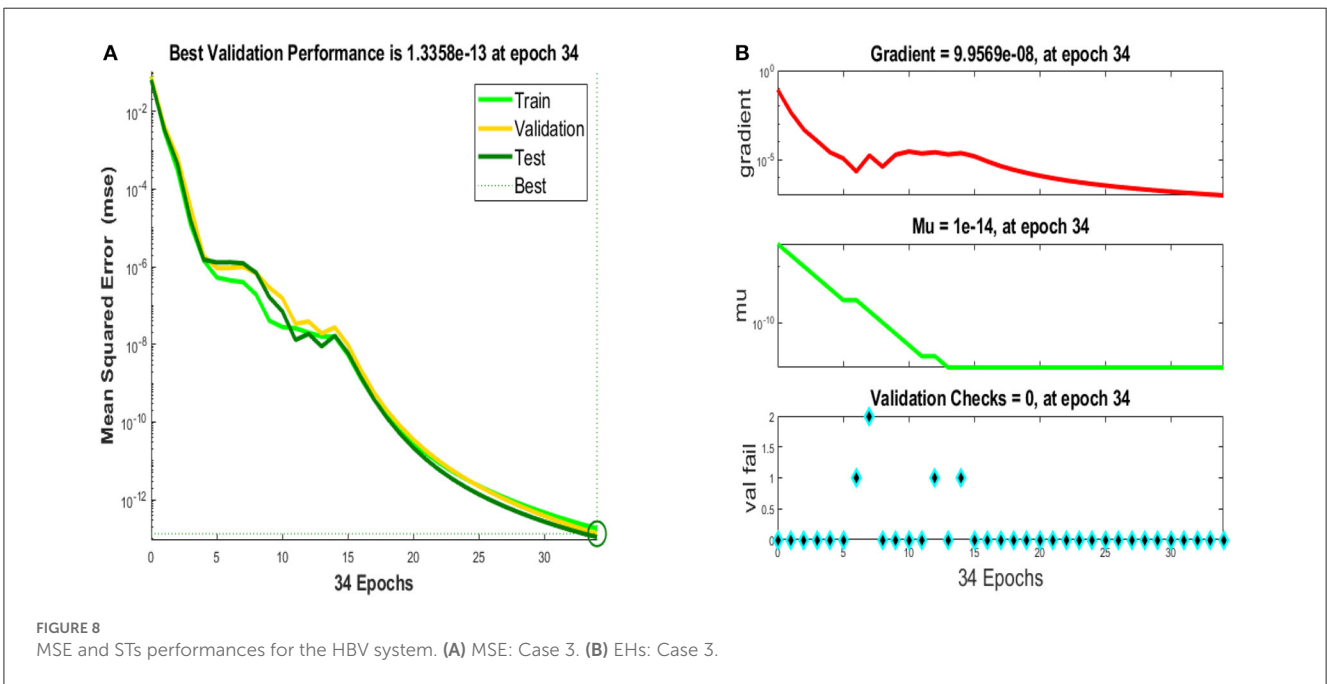 A
Best Validation Performance is 1.3358e-13 at epoch 34
Mean Squared Error (mse)
10^-2
10^-4
10^-6
10^-8
10^-10
10^-12
Train
Validation
Test
Best
0 5 10 15 20 25 30
34 Epochs
B
Gradient = 9.9569e-08, at epoch 34
gradient
10^0
10^-5
Mu = 1e-14, at epoch 34
mu
10^-10
Validation Checks = 0, at epoch 34
val fail
2
1.5
1
0.5
0
0 5 10 15 20 25 30
34 Epochs
FIGURE 8
MSE and STs performances for the HBV system. (A) MSE: Case 3. (B) EHs: Case 3.